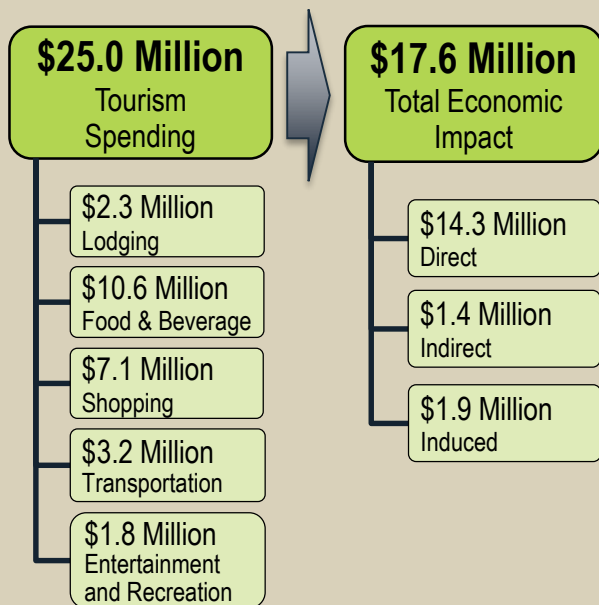 $25.0 Million
Tourism
Spending
$2.3 Million
Lodging
$10.6 Million
Food & Beverage
$7.1 Million
Shopping
$3.2 Million
Transportation
$1.8 Million
Entertainment
and Recreation
$17.6 Million
Total Economic
Impact
$14.3 Million
Direct
$1.4 Million
Indirect
$1.9 Million
Induced